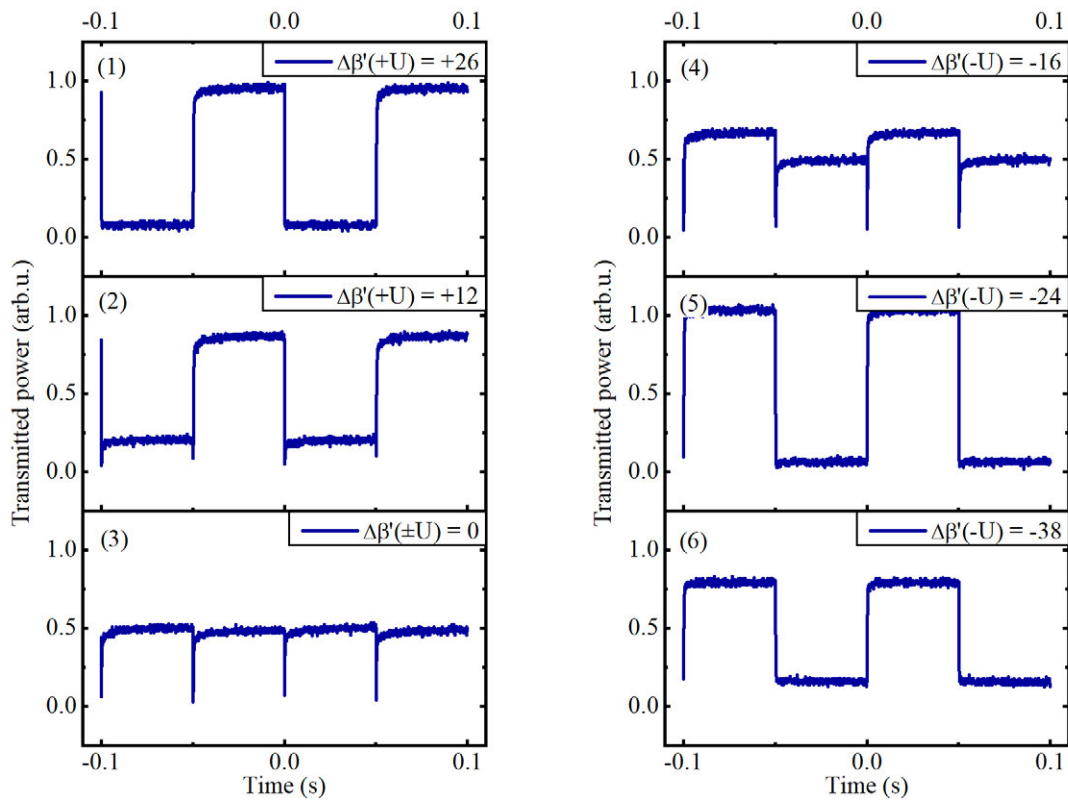 -0.1 0.0 0.1
(1) Δβ'(+U) = +26
1.0
0.5
0.0
(2) Δβ'(+U) = +12
1.0
0.5
0.0
(3) Δβ'(±U) = 0
1.0
0.5
0.0
-0.1 0.0 0.1
Time (s)
Transmitted power (arb.u.)
-0.1 0.0 0.1
(4) Δβ'(-U) = -16
1.0
0.5
0.0
(5) Δβ'(-U) = -24
1.0
0.5
0.0
(6) Δβ'(-U) = -38
1.0
0.5
0.0
-0.1 0.0 0.1
Time (s)
Transmitted power (arb.u.)